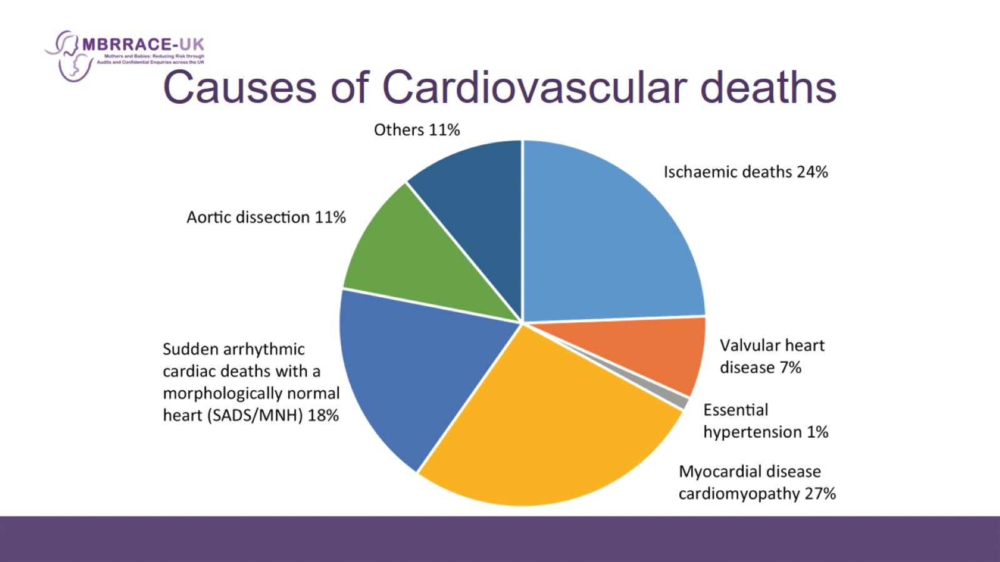 MBRRACE-UK
Mothers and Babies: Reducing Risk through
Audits and Confidential Enquiries across the UK
Causes of Cardiovascular deaths
Others 11%
Ischaemic deaths 24%
Aortic dissection 11%
Valvular heart
disease 7%
Sudden arrhythmic
cardiac deaths with a
morphologically normal
heart (SADS/MNH) 18%
Essential
hypertension 1%
Myocardial disease
cardiomyopathy 27%